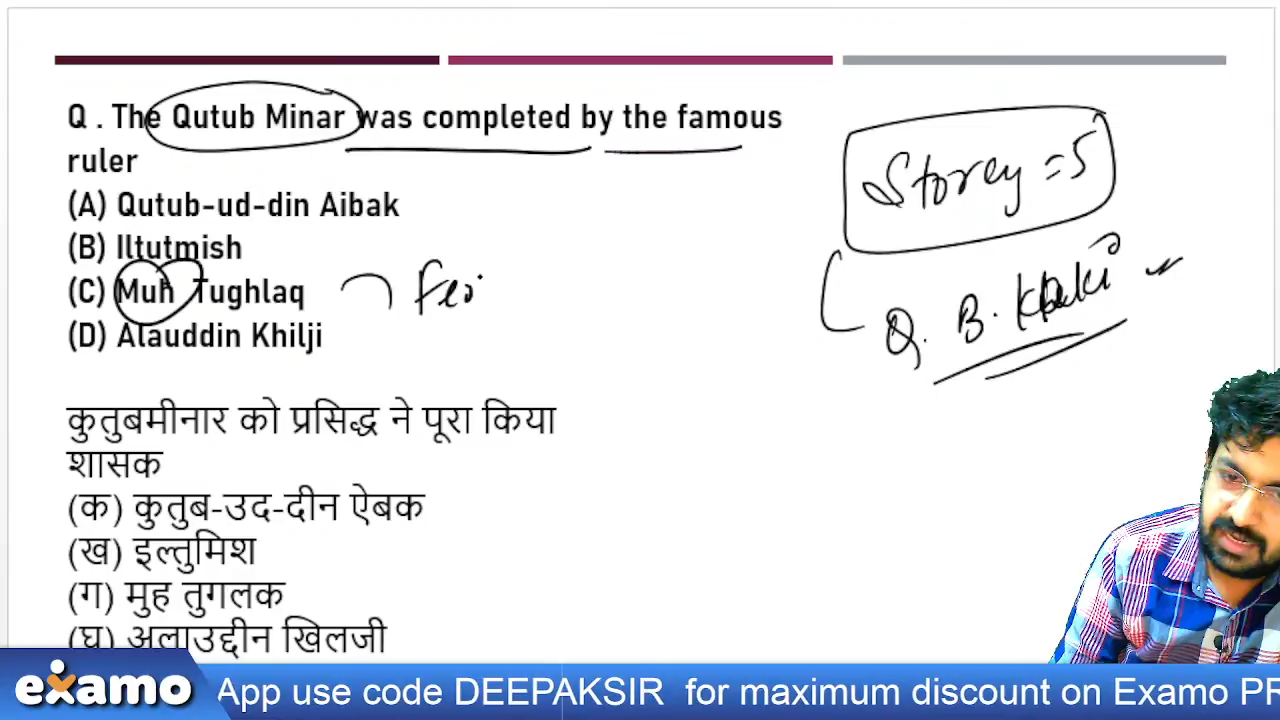 Q . The Qutub Minar was completed by the famous
ruler
(A) Qutub-ud-din Aibak
(B) Iltutmish
(C) Muh Tughlaq
(D) Alauddin Khilji
Storey = 5
Q. B.
कुतुबमीनार को प्रसिद्ध ने पूरा किया
शासक
(क) कुतुब-उद-दीन ऐबक
(ख) इल्तुमिश
(ग) मुह तुगलक
(घ) अलाउद्दीन खिलजी
examo
App use code DEEPAKSIR for maximum discount on Examo PR